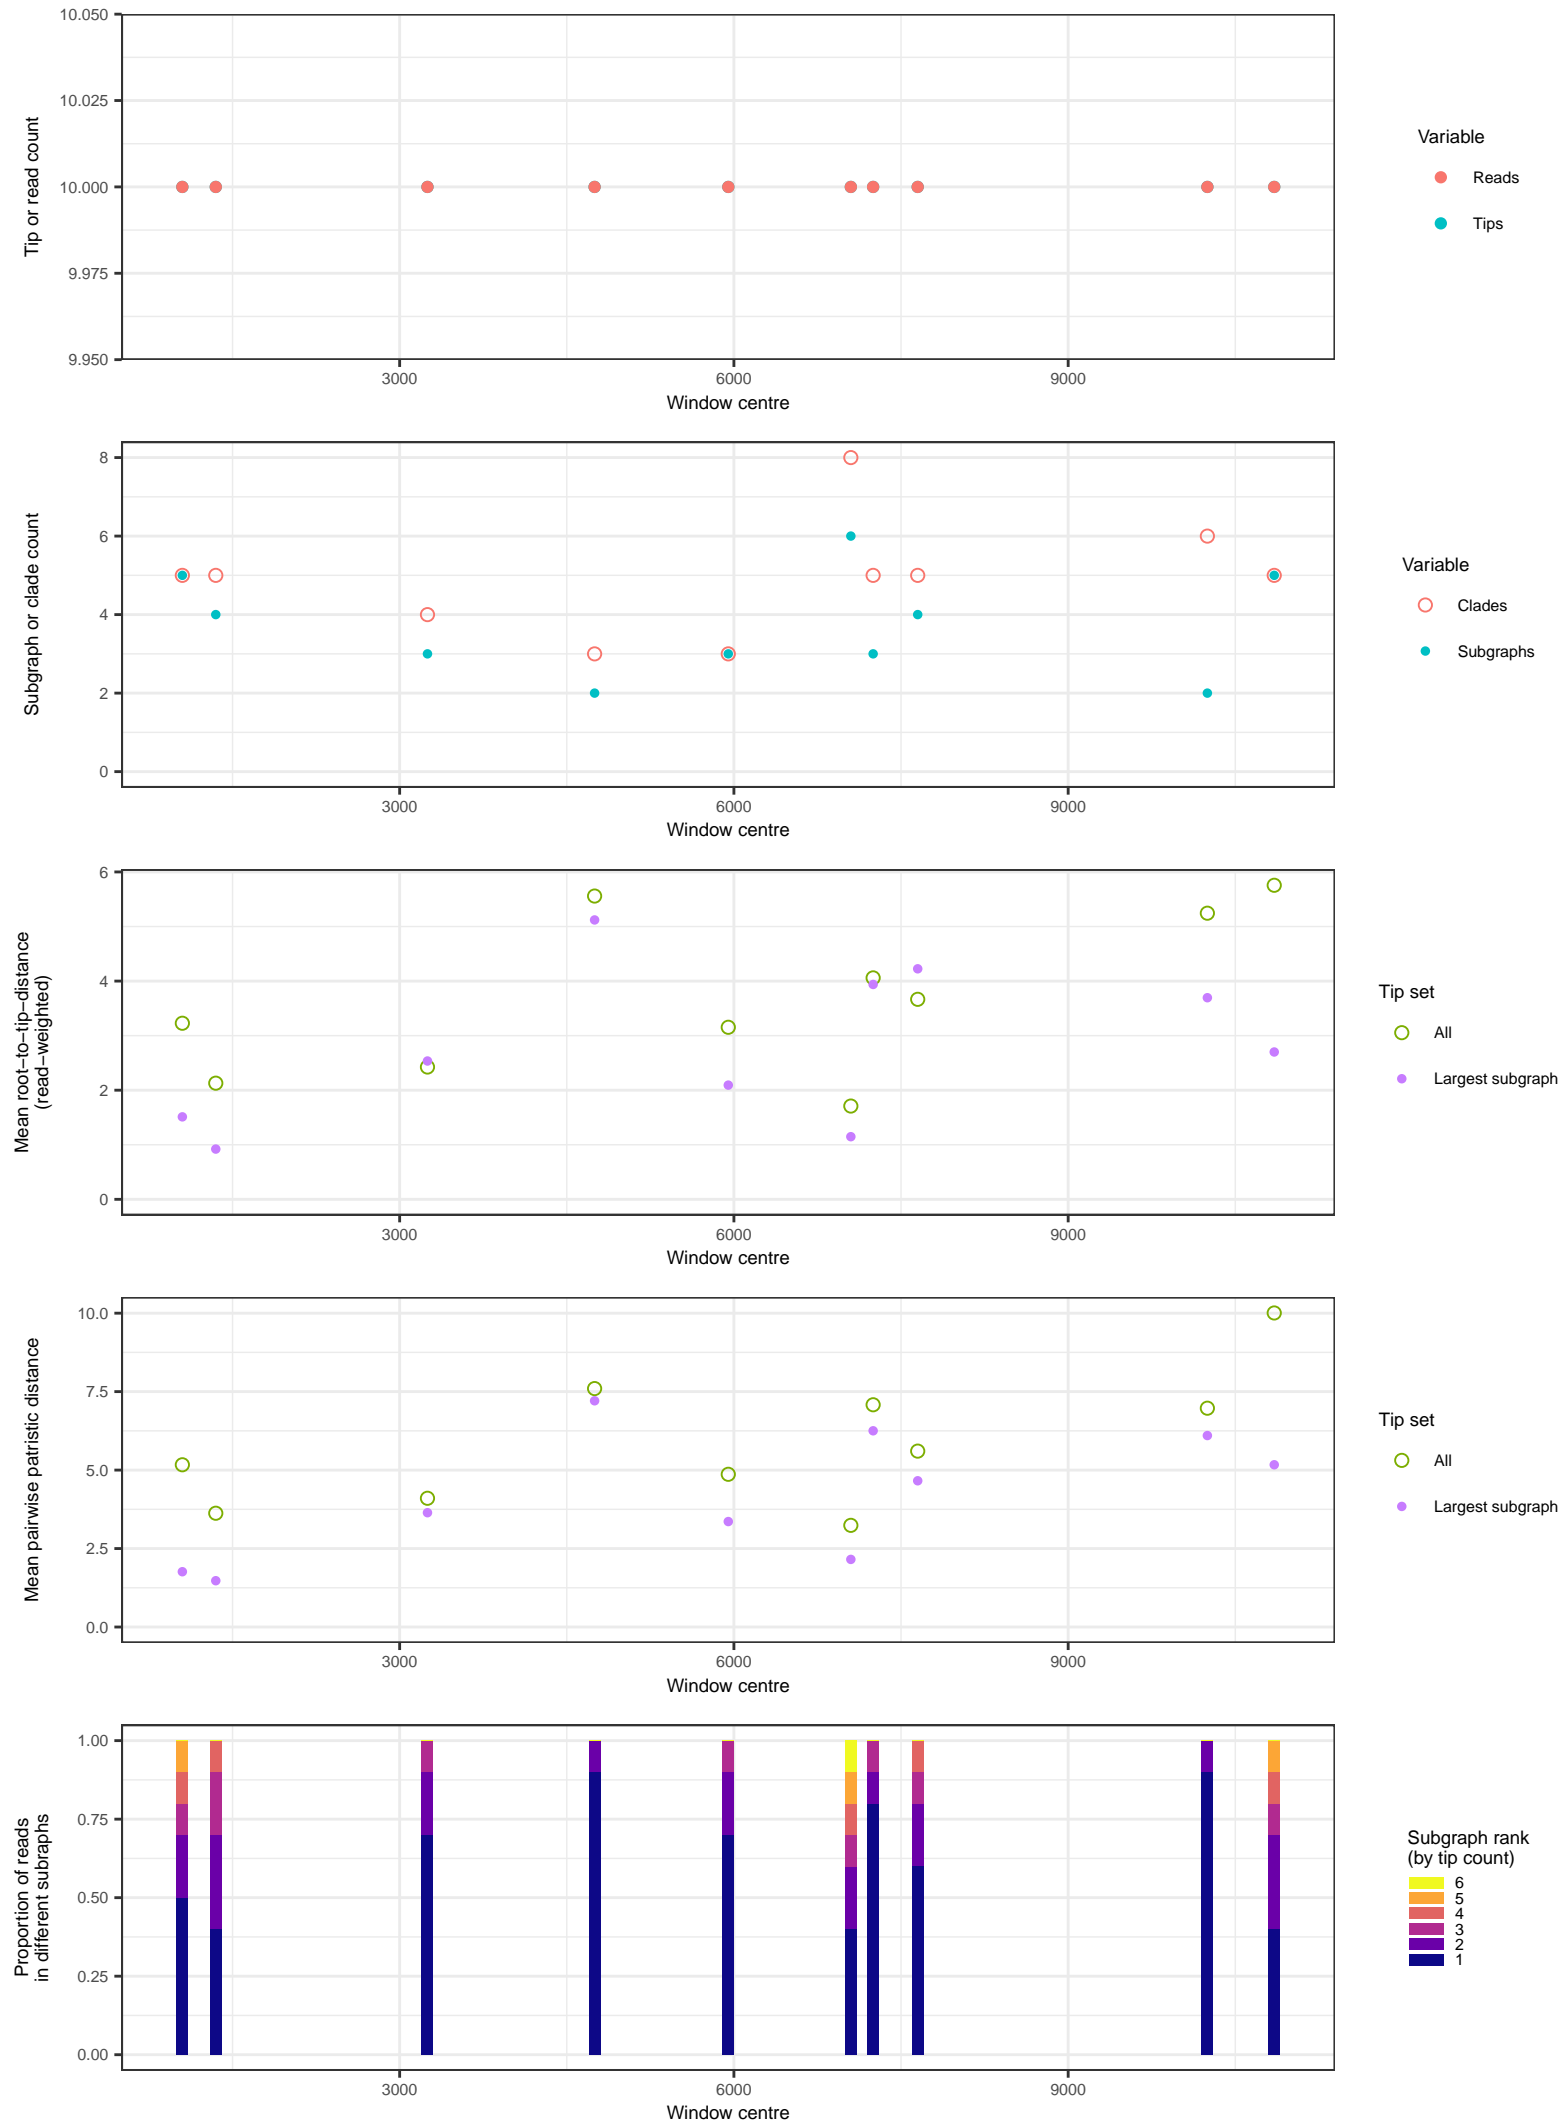 10.050
10.025
10.000
9.975
9.950
Tip or read count
3000
6000
9000
Window centre
Variable
Reads
Tips
8
6
4
2
0
Subgraph or clade count
3000
6000
9000
Window centre
Variable
Clades
Subgraphs
6
4
2
0
Mean root−to−tip−distance
(read−weighted)
3000
6000
9000
Window centre
Tip set
All
Largest subgraph
10.0
7.5
5.0
2.5
0.0
Mean pairwise patristic distance
3000
6000
9000
Window centre
Tip set
All
Largest subgraph
1.00
0.75
0.50
0.25
0.00
Proportion of reads
in different subraphs
3000
6000
9000
Window centre
Subgraph rank
(by tip count)
6
5
4
3
2
1